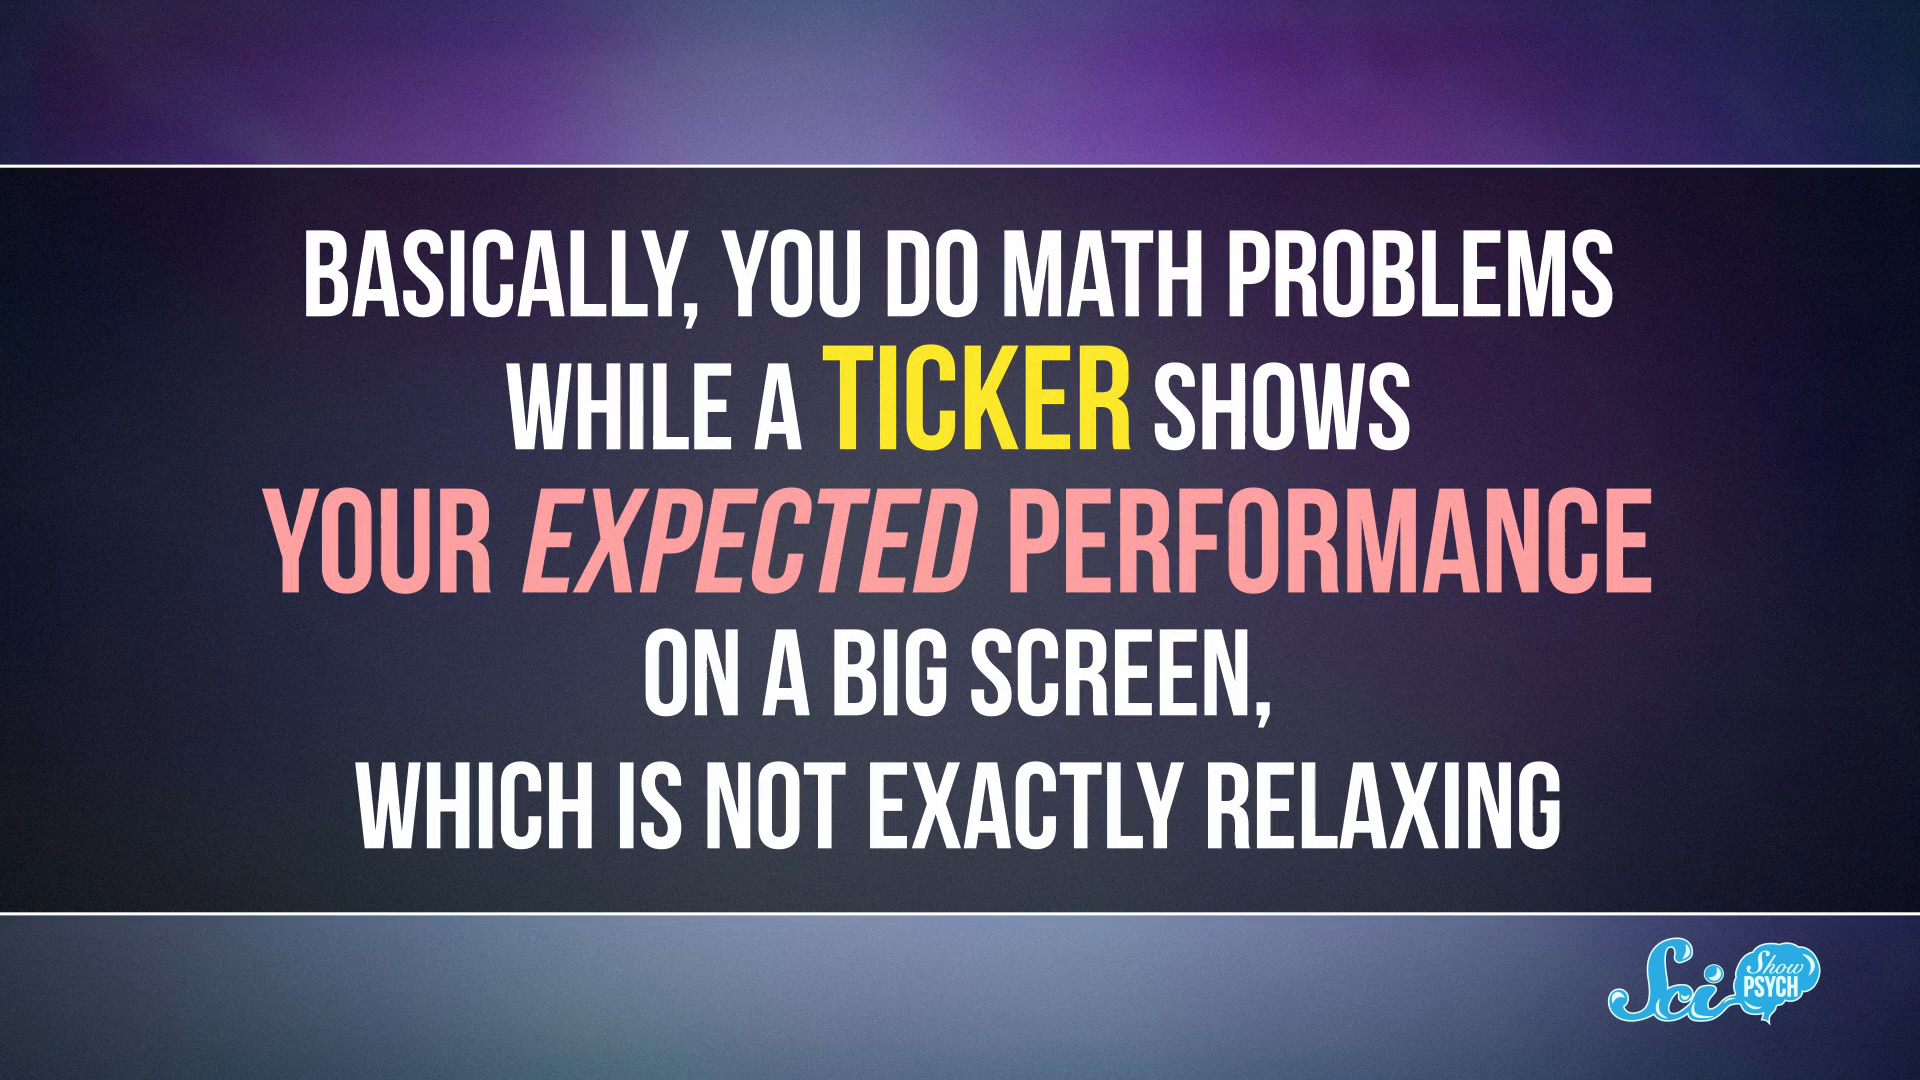 BASICALLY, YOU DO MATH PROBLEMS
WHILE A TICKER SHOWS
YOUR EXPECTED PERFORMANCE
ON A BIG SCREEN,
WHICH IS NOT EXACTLY RELAXING
Sci Show
PSYCH